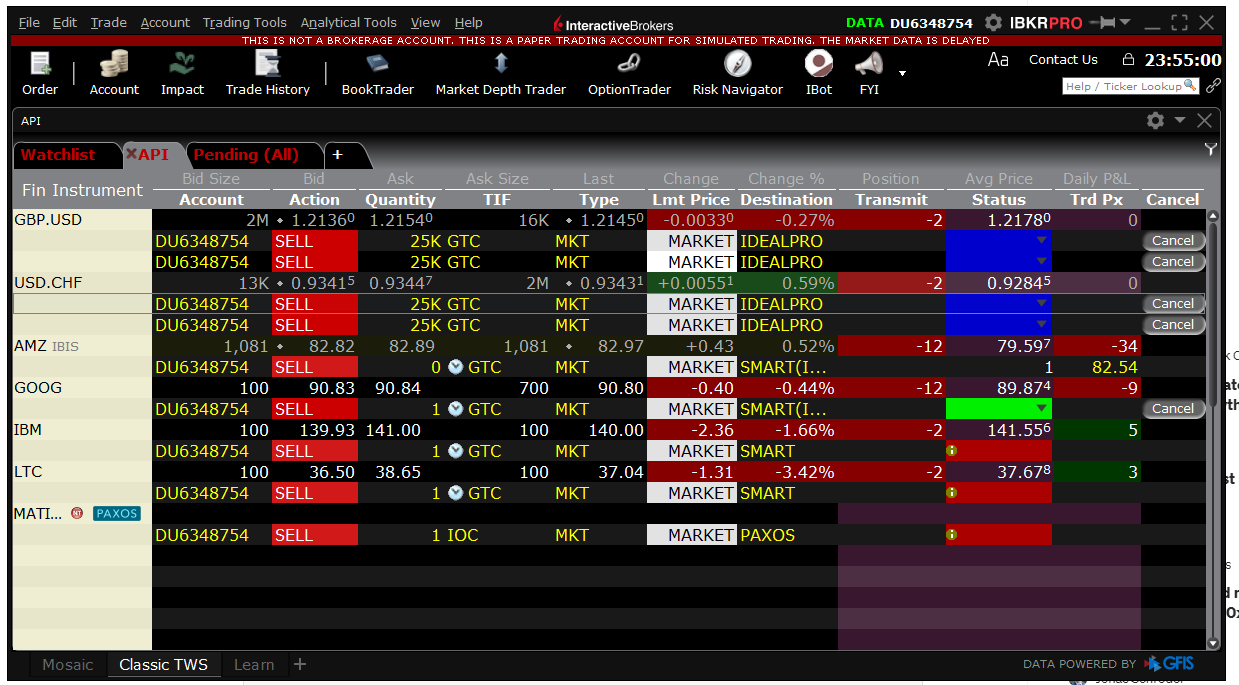 File Edit Trade Account Trading Tools Analytical Tools View Help InteractiveBrokers DATA DU6348754 IBKRPRO
THIS IS NOT A BROKERAGE ACCOUNT. THIS IS A PAPER TRADING ACCOUNT FOR SIMULATED TRADING. THE MARKET DATA IS DELAYED
Aa Contact Us 23:55:00
Order Account Impact Trade History BookTrader Market Depth Trader OptionTrader Risk Navigator IBot FYI
Help / Ticker Lookup
API
Watchlist API Pending (All) +
Fin Instrument
Bid Size Bid Ask Ask Size Last Change Change % Position Avg Price Daily P&L
Account Action Quantity TIF Type Lmt Price Destination Transmit Status Trd Px Cancel
GBP.USD 2M 1.21360 1.21540 16K 1.21450 -0.00330 -0.27% -2 1.21780 0
DU6348754 SELL 25K GTC MKT MARKET IDEALPRO Cancel
DU6348754 SELL 25K GTC MKT MARKET IDEALPRO Cancel
USD.CHF 13K 0.93415 0.93447 2M 0.93431 +0.00551 0.59% -2 0.92845 0
DU6348754 SELL 25K GTC MKT MARKET IDEALPRO Cancel
DU6348754 SELL 25K GTC MKT MARKET IDEALPRO Cancel
AMZ IBIS 1,081 82.82 82.89 1,081 82.97 +0.43 0.52% -12 79.597 -34
DU6348754 SELL 0 GTC MKT MARKET SMART(I... 1 82.54
GOOG 100 90.83 90.84 700 90.80 -0.40 -0.44% -12 89.874 -9
DU6348754 SELL 1 GTC MKT MARKET SMART(I... Cancel
IBM 100 139.93 141.00 100 140.00 -2.36 -1.66% -2 141.556 5
DU6348754 SELL 1 GTC MKT MARKET SMART
LTC 100 36.50 38.65 100 37.04 -1.31 -3.42% -2 37.678 3
DU6348754 SELL 1 GTC MKT MARKET SMART
MATI... PAXOS
DU6348754 SELL 1 IOC MKT MARKET PAXOS
Mosaic Classic TWS Learn + DATA POWERED BY GFIS